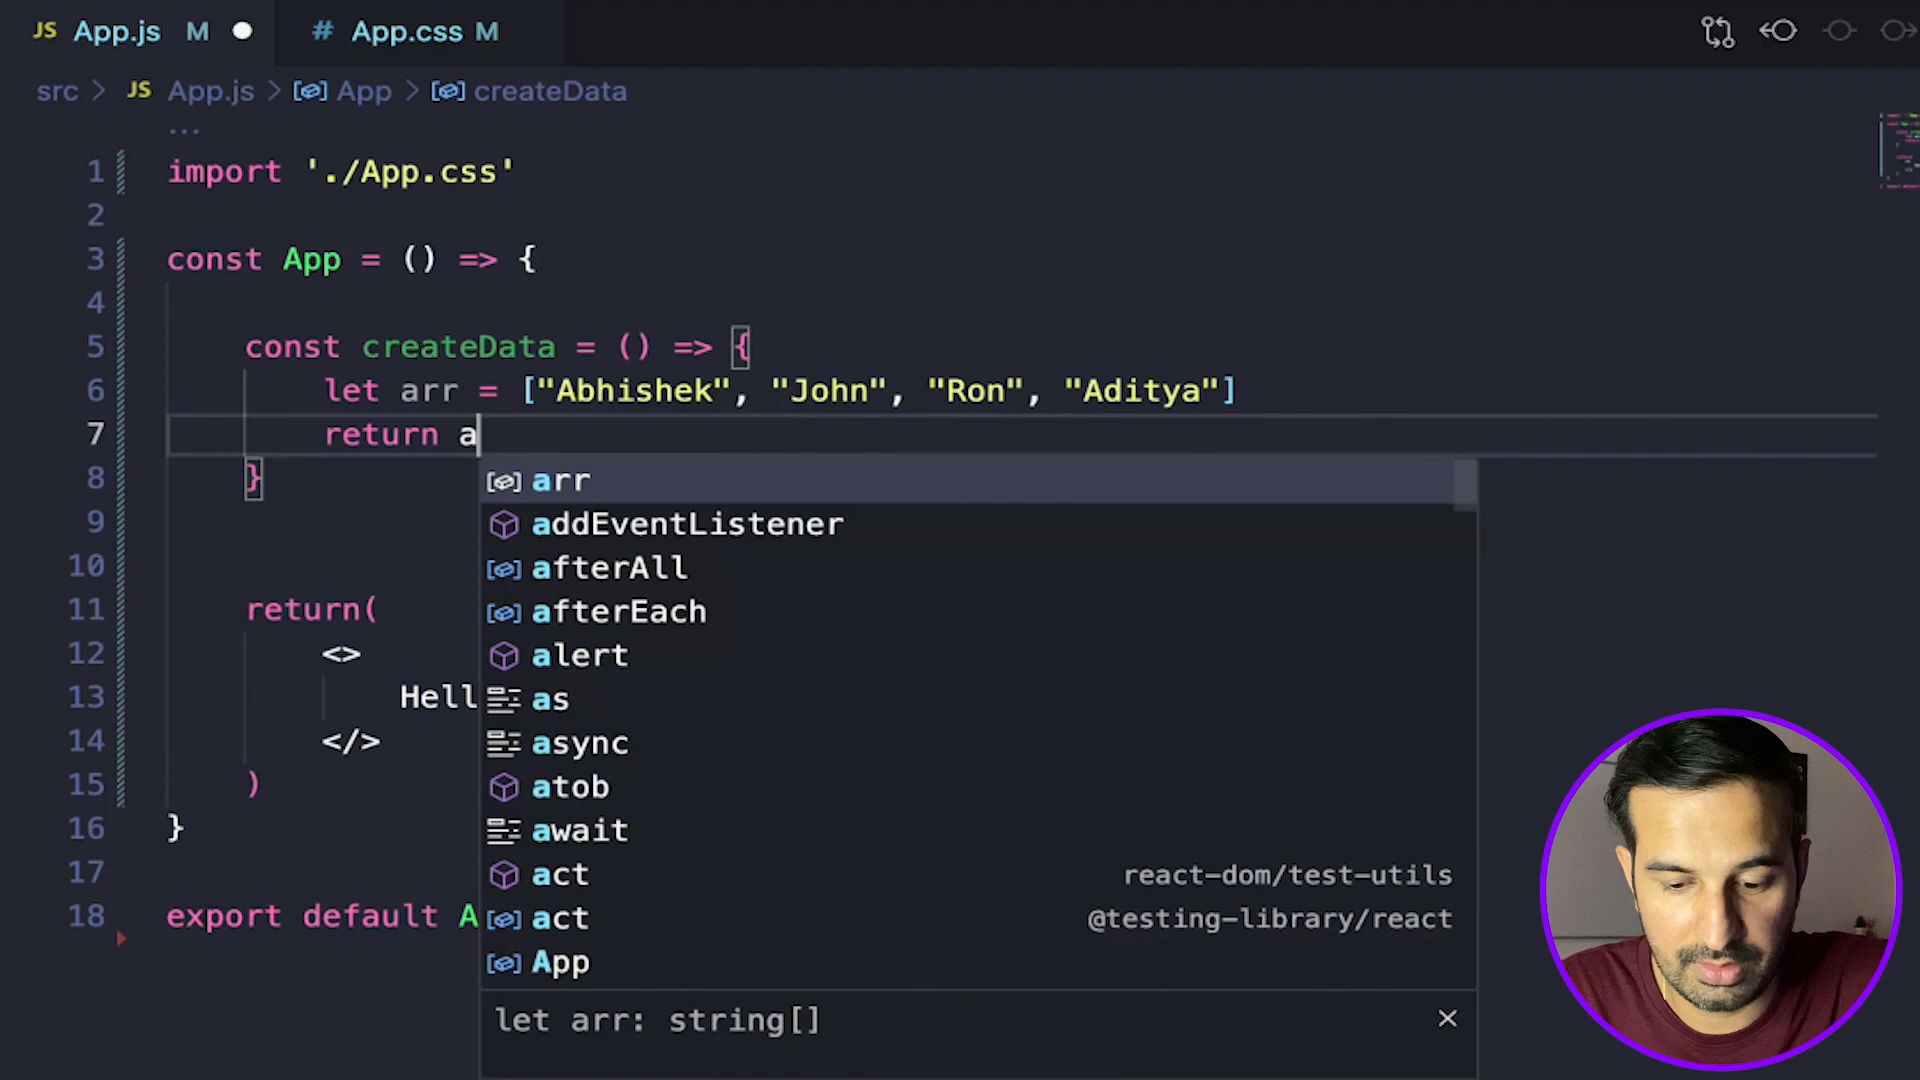 JS App.js M
# App.css M
src > JS App.js > App > createData
...
1 import './App.css'
2
3 const App = () => {
4
5 const createData = () => {
6 let arr = ["Abhishek", "John", "Ron", "Aditya"]
7 return a
8 }
9
10
11 return(
12 <>
13 Hell
14 </>
15 )
16 }
17
18 export default A
arr
addEventListener
afterAll
afterEach
alert
as
async
atob
await
act react-dom/test-utils
act @testing-library/react
App
let arr: string[]